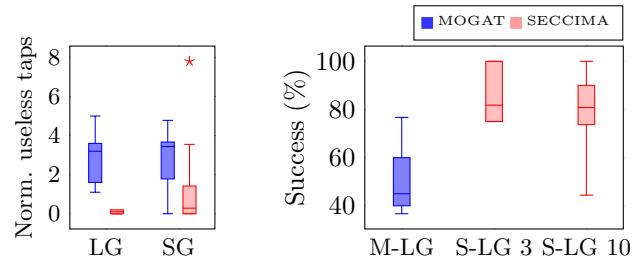 MOGAT SECCIMA
Norm. useless taps
8
6
4
2
0
LG SG
Success (%)
100
80
60
40
M-LG S-LG 3 S-LG 10